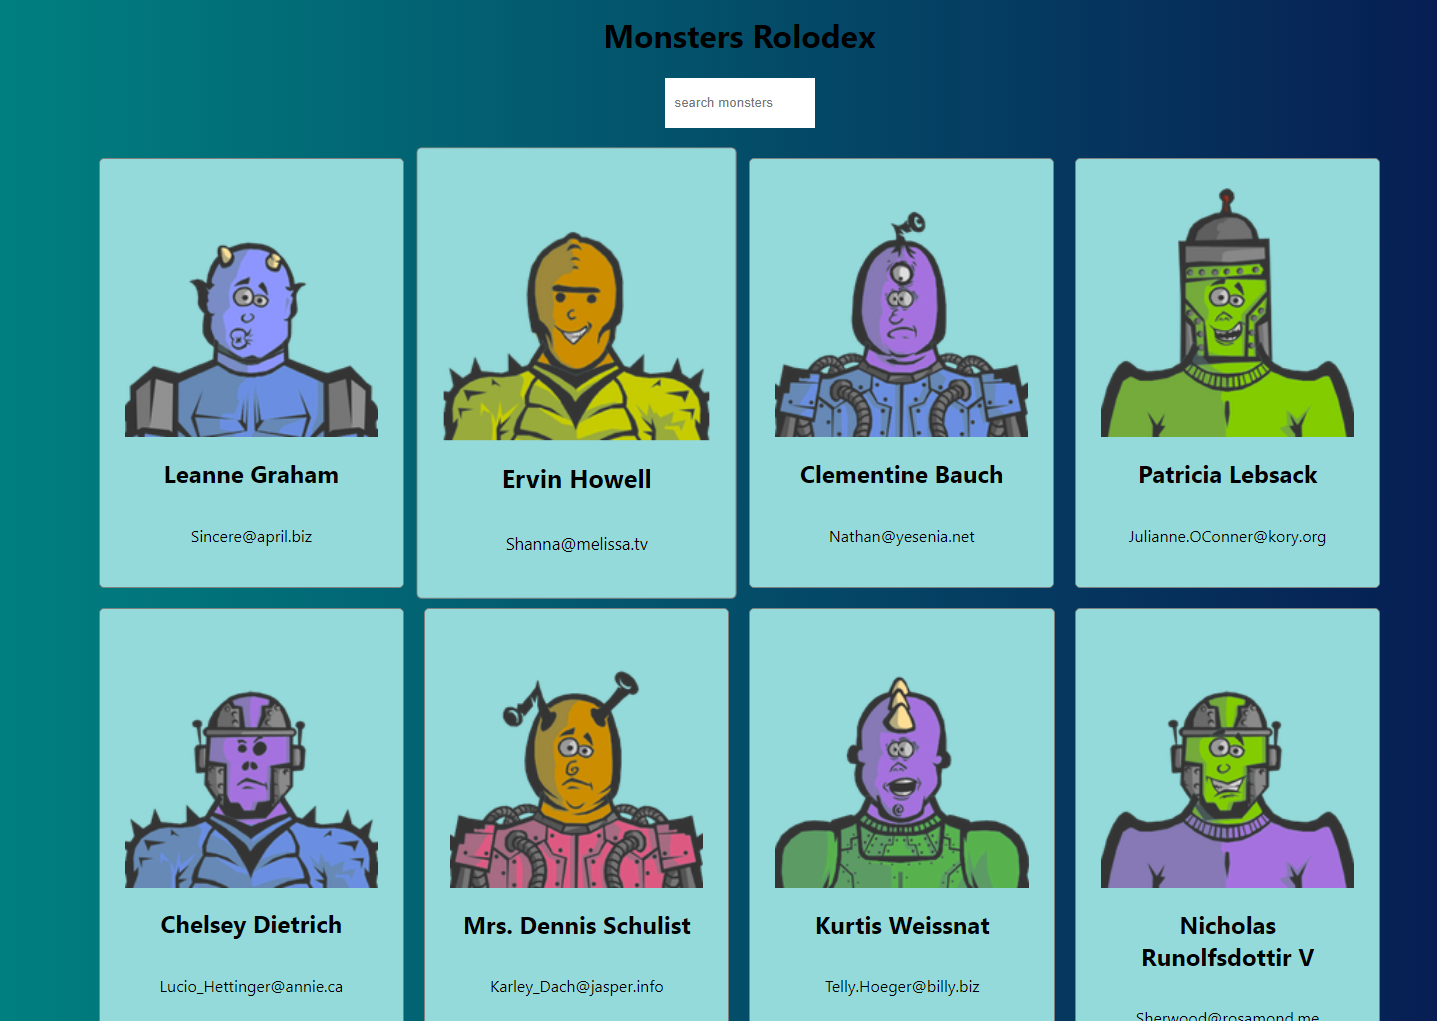 Monsters Rolodex
search monsters
Leanne Graham
Sincere@april.biz
Ervin Howell
Shanna@melissa.tv
Clementine Bauch
Nathan@yesenia.net
Patricia Lebsack
Julianne.OConner@kory.org
Chelsey Dietrich
Lucio_Hettinger@annie.ca
Mrs. Dennis Schulist
Karley_Dach@jasper.info
Kurtis Weissnat
Telly.Hoeger@billy.biz
Nicholas
Runolfsdottir V
Sherwood@rosamond.me